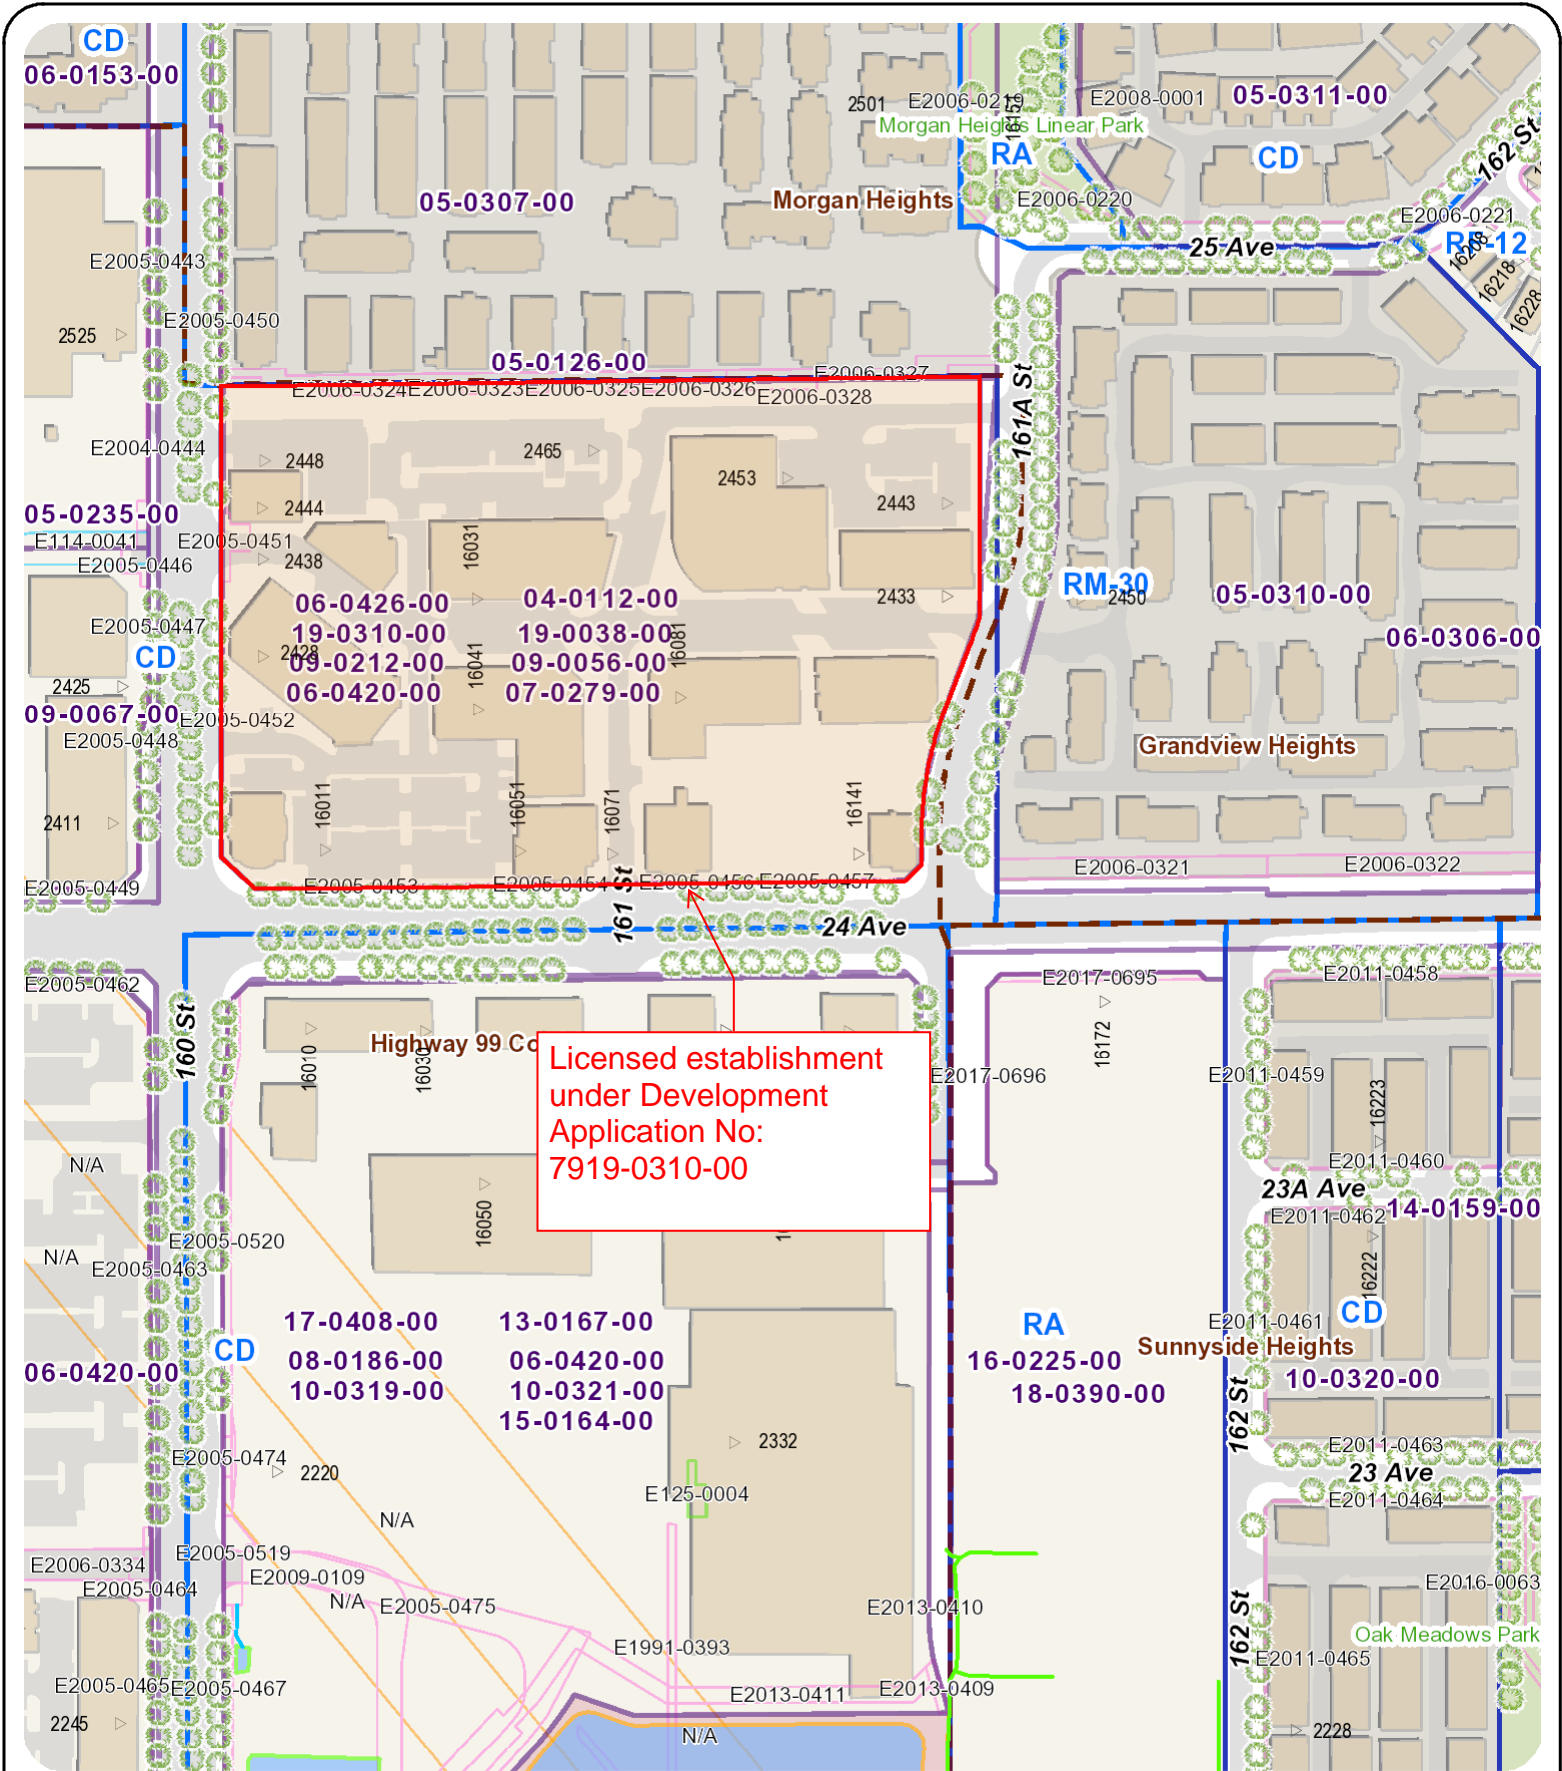 CD
06-0153-00
2501
E2006-0219
16151
E2008-0001
05-0311-00
Morgan Heights Linear Park
RA
CD
162 St
05-0307-00
Morgan Heights
E2006-0220
E2006-0221
25 Ave
RF-12
16208
16218
16228
E2005-0443
E2005-0450
2525
05-0126-00
E2006-0327
E2006-0324
E2006-0323
E2006-0325
E2006-0326
E2006-0328
161A St
E2004-0444
2448
2465
2453
2444
2443
05-0235-00
E114-0041
E2005-0451
E2005-0446
2438
16031
RM-30
2450
05-0310-00
2433
06-0426-00
04-0112-00
E2005-0447
19-0310-00
19-0038-00
06-0306-00
CD
2428
09-0212-00
09-0056-00
16041
16081
2425
06-0420-00
07-0279-00
09-0067-00
E2005-0452
E2005-0448
Grandview Heights
2411
16011
16051
16071
16141
E2006-0321
E2006-0322
E2005-0449
E2005-0453
E2005-0454
E2005-0456
E2005-0457
161 St
24 Ave
E2005-0462
E2017-0695
E2011-0458
160 St
16010
16030
Highway 99 Co
16172
Licensed establishment
under Development
Application No:
7919-0310-00
E2017-0696
E2011-0459
16223
N/A
E2011-0460
23A Ave
14-0159-00
16050
E2011-0462
E2005-0520
N/A
E2005-0463
16222
17-0408-00
13-0167-00
RA
E2011-0461
CD
CD
Sunnyside Heights
06-0420-00
08-0186-00
06-0420-00
16-0225-00
10-0319-00
10-0321-00
18-0390-00
10-0320-00
15-0164-00
162 St
2332
E2005-0474
2220
E2011-0463
23 Ave
E125-0004
E2011-0464
N/A
E2006-0334
E2005-0519
E2009-0109
E2005-0464
N/A
E2005-0475
E2013-0410
E2016-0063
162 St
E1991-0393
Oak Meadows Park
E2011-0465
E2005-0465
E2005-0467
E2013-0411
E2013-0409
2245
N/A
2228